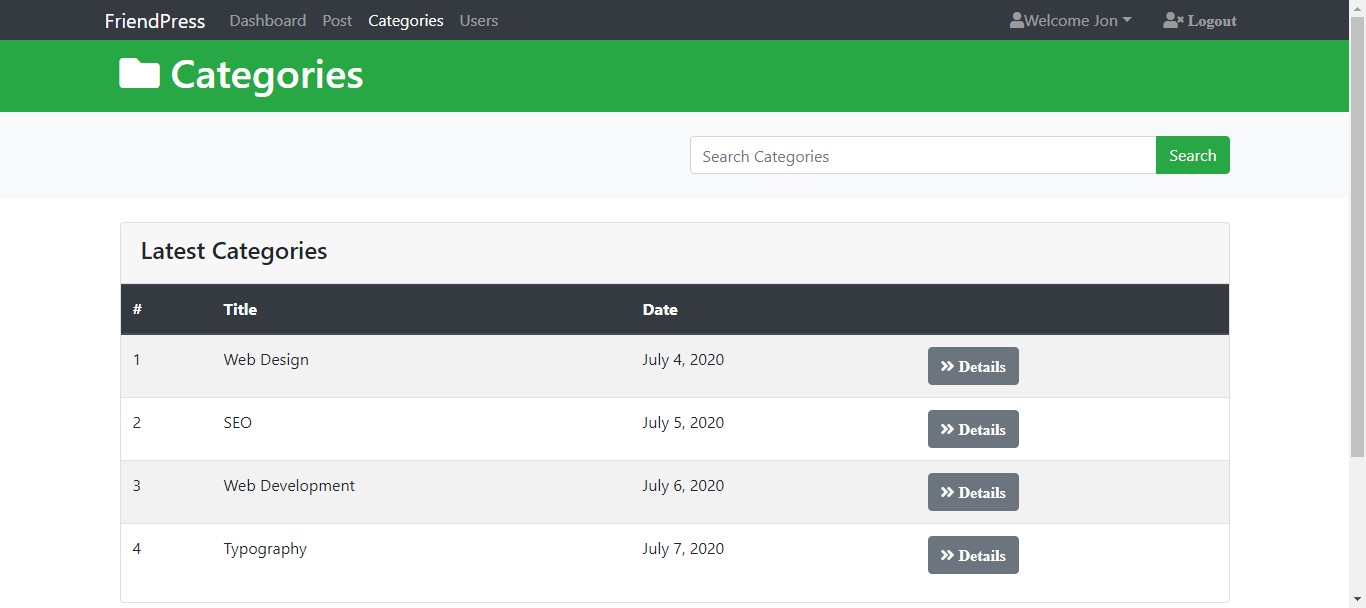 FriendPress Dashboard Post Categories Users Welcome Jon Logout
Categories
Search Categories Search
Latest Categories
# Title Date
1 Web Design July 4, 2020 Details
2 SEO July 5, 2020 Details
3 Web Development July 6, 2020 Details
4 Typography July 7, 2020 Details